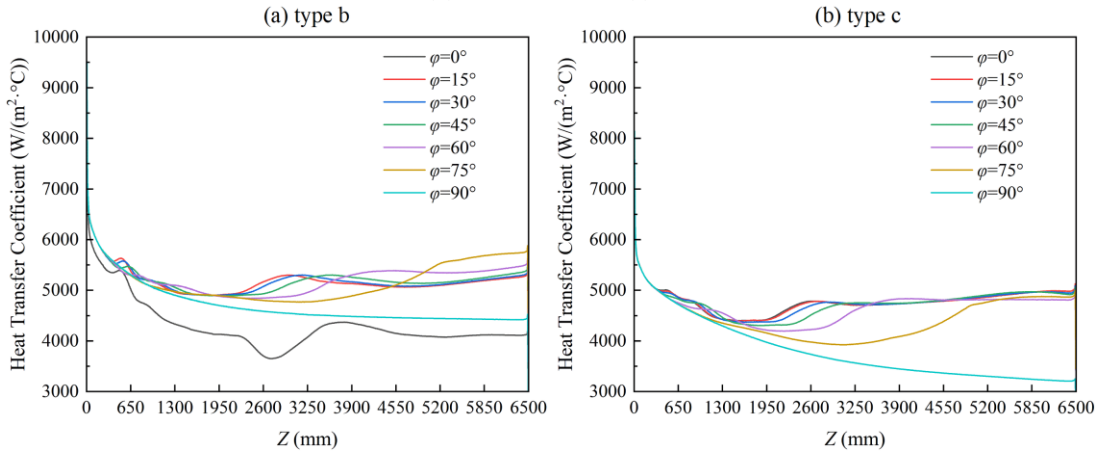 (a) type b
Heat Transfer Coefficient (W/(m²·°C))
10000
9000
8000
7000
6000
5000
4000
3000
φ=0°
φ=15°
φ=30°
φ=45°
φ=60°
φ=75°
φ=90°
0 650 1300 1950 2600 3250 3900 4550 5200 5850 6500
Z (mm)
(b) type c
Heat Transfer Coefficient (W/(m²·°C))
10000
9000
8000
7000
6000
5000
4000
3000
φ=0°
φ=15°
φ=30°
φ=45°
φ=60°
φ=75°
φ=90°
0 650 1300 1950 2600 3250 3900 4550 5200 5850 6500
Z (mm)